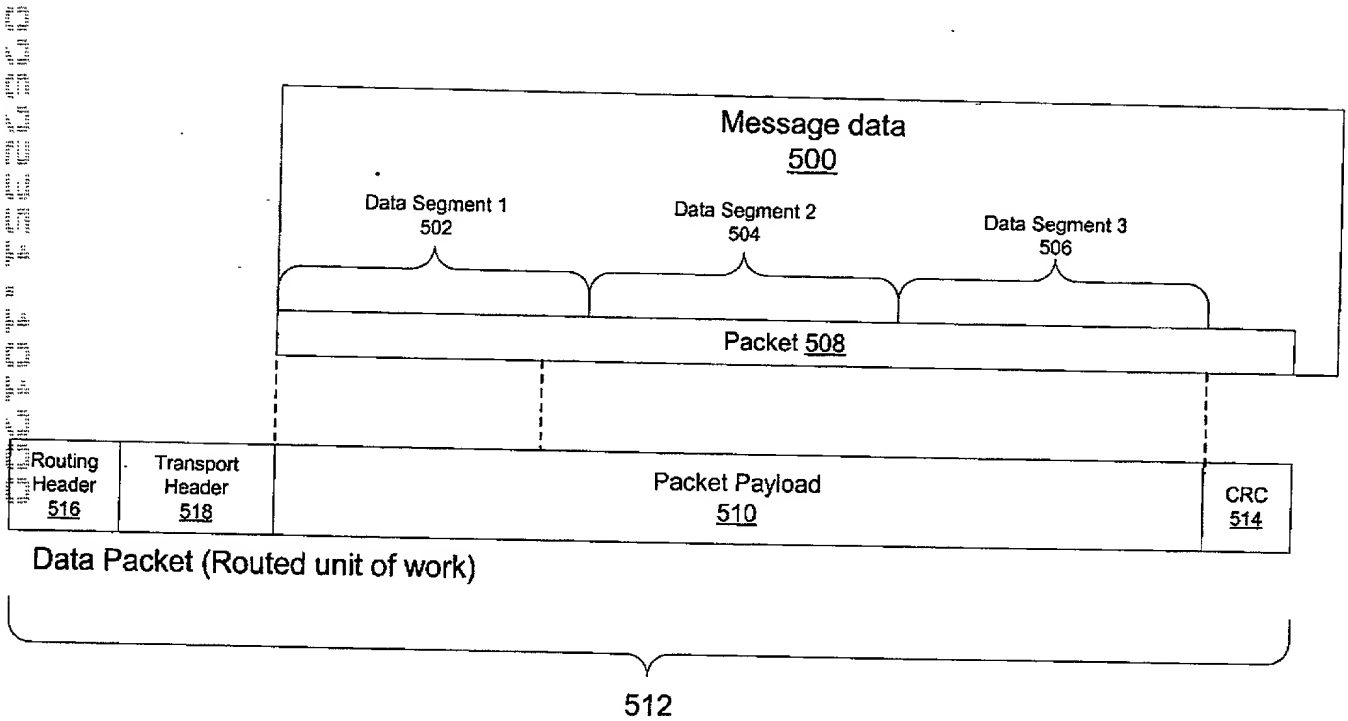 Message data
500
Data Segment 1
502
Data Segment 2
504
Data Segment 3
506
Packet 508
Routing
Header
516
Transport
Header
518
Packet Payload
510
CRC
514
Data Packet (Routed unit of work)
512